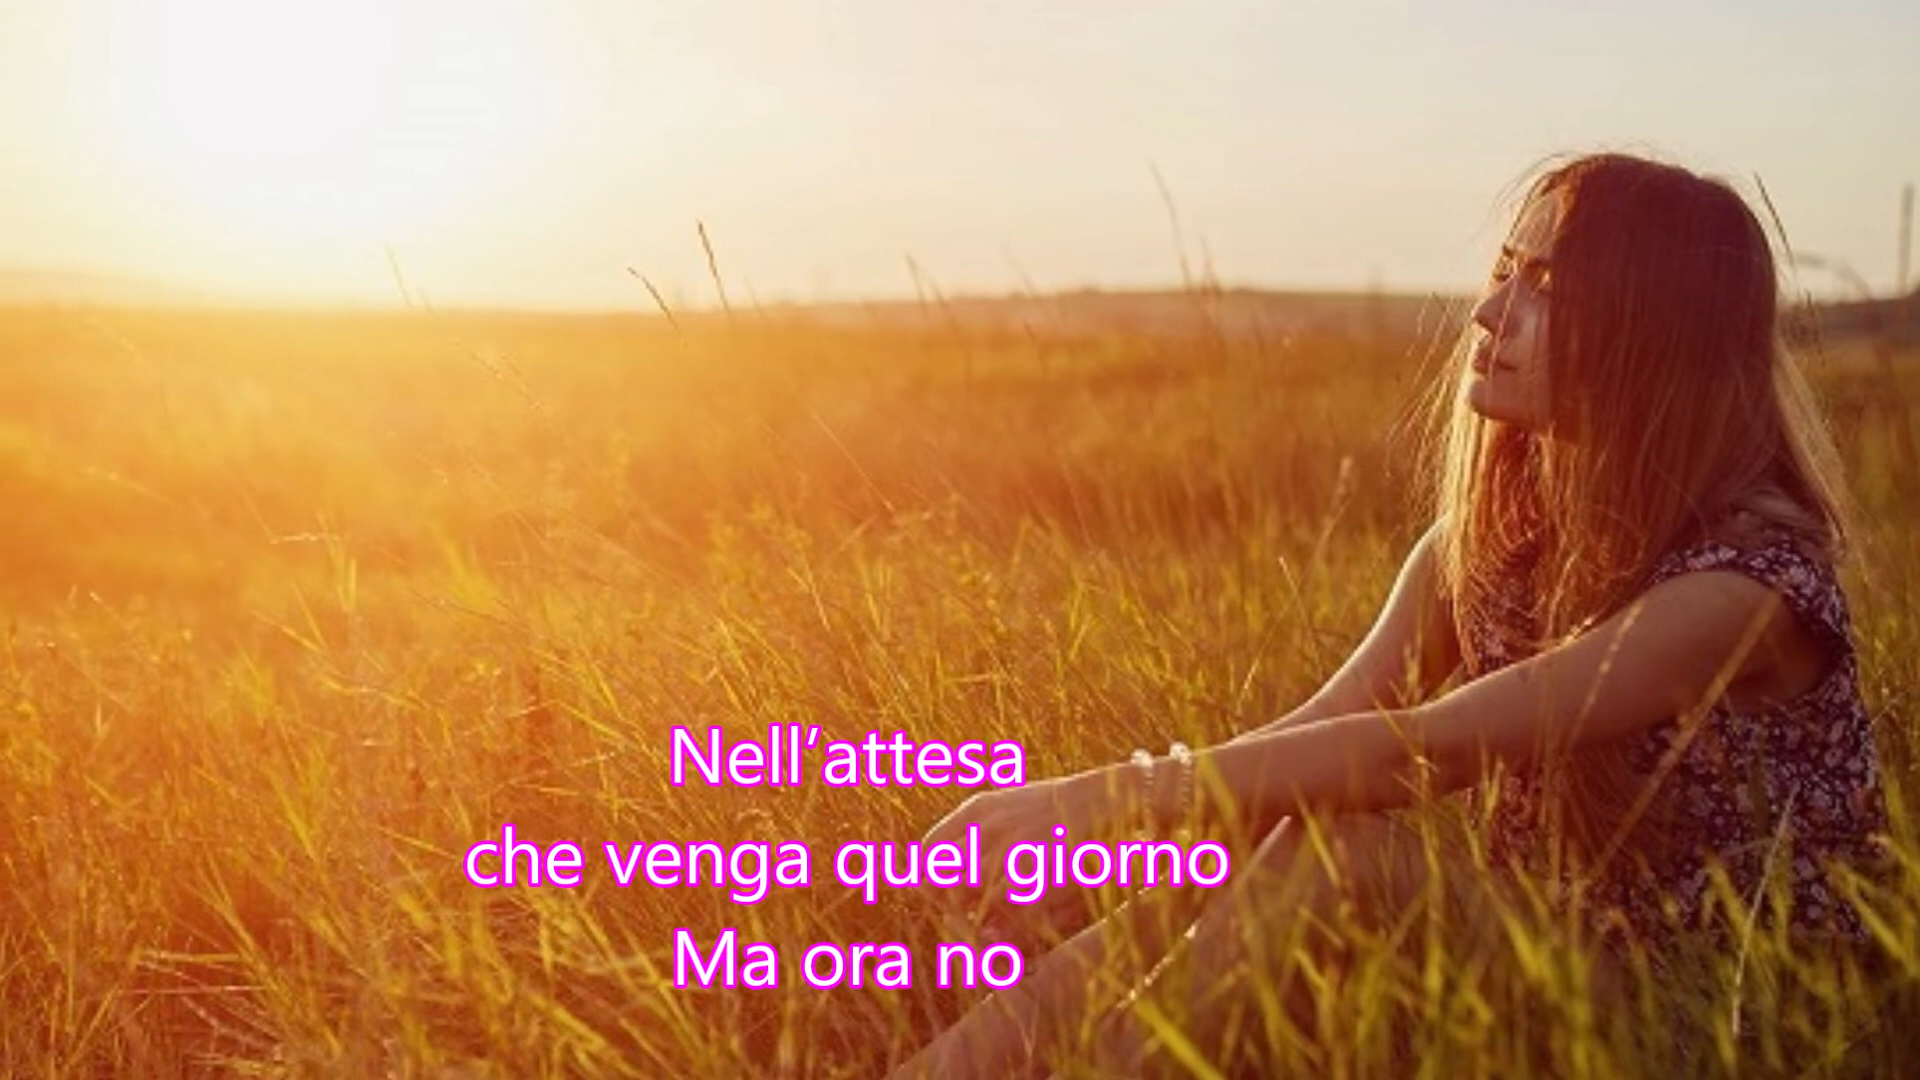 Nell’attesa
che venga quel giorno
Ma ora no